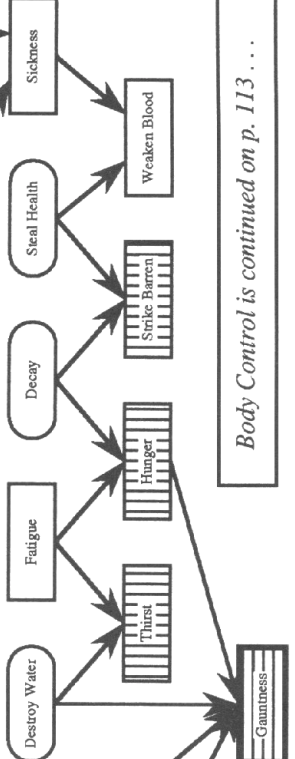 Destroy Water
Fatigue
Decay
Steal Health
Sickness
Thirst
Hunger
Strike Barren
Weaken Blood
Gauntness
Body Control is continued on p. 113 . . . .